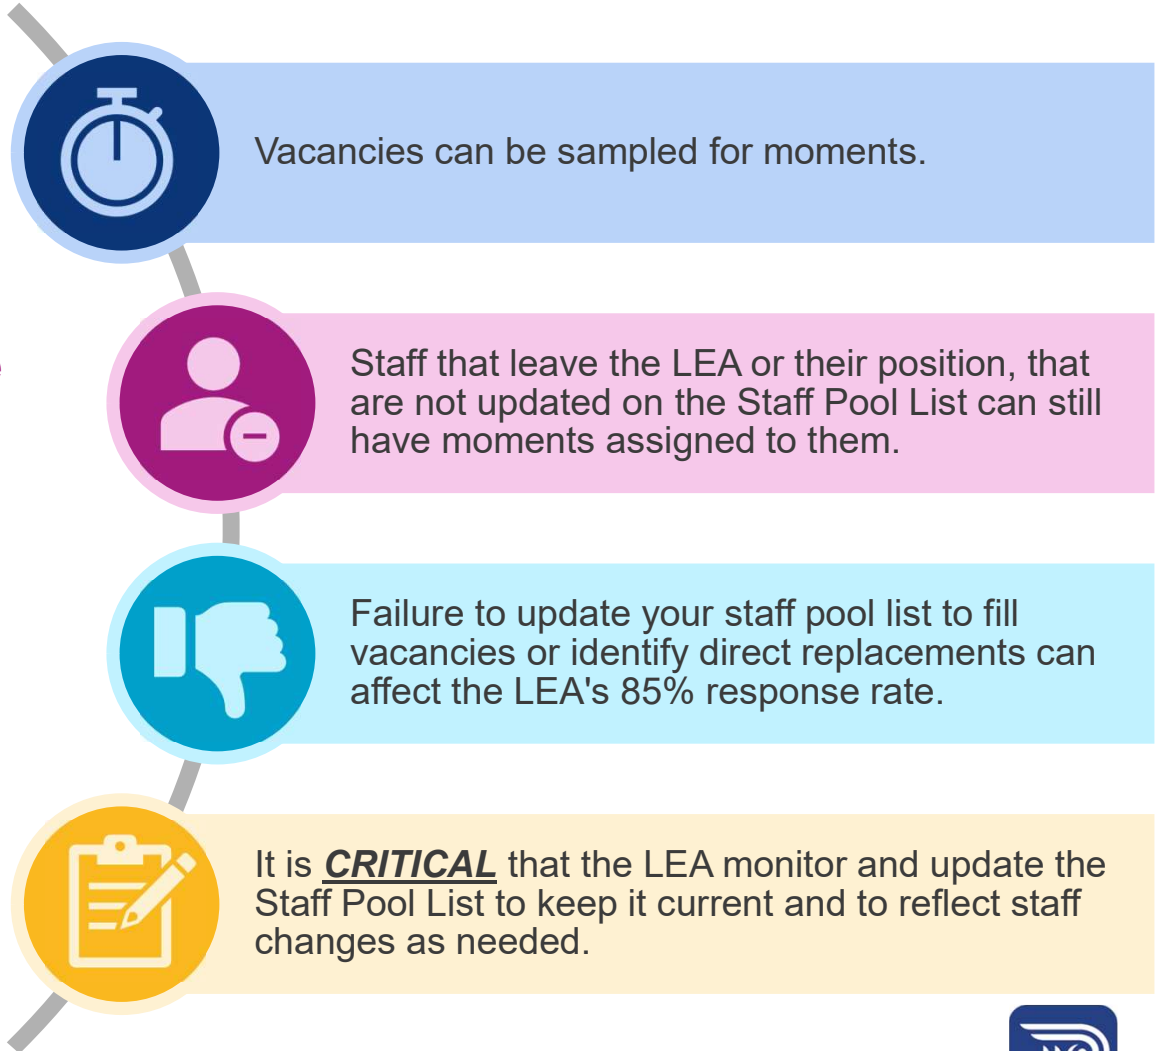 Vacancies can be sampled for moments.
Staff that leave the LEA or their position, that
are not updated on the Staff Pool List can still
have moments assigned to them.
Failure to update your staff pool list to fill
vacancies or identify direct replacements can
affect the LEA's 85% response rate.
It is CRITICAL that the LEA monitor and update the
Staff Pool List to keep it current and to reflect staff
changes as needed.